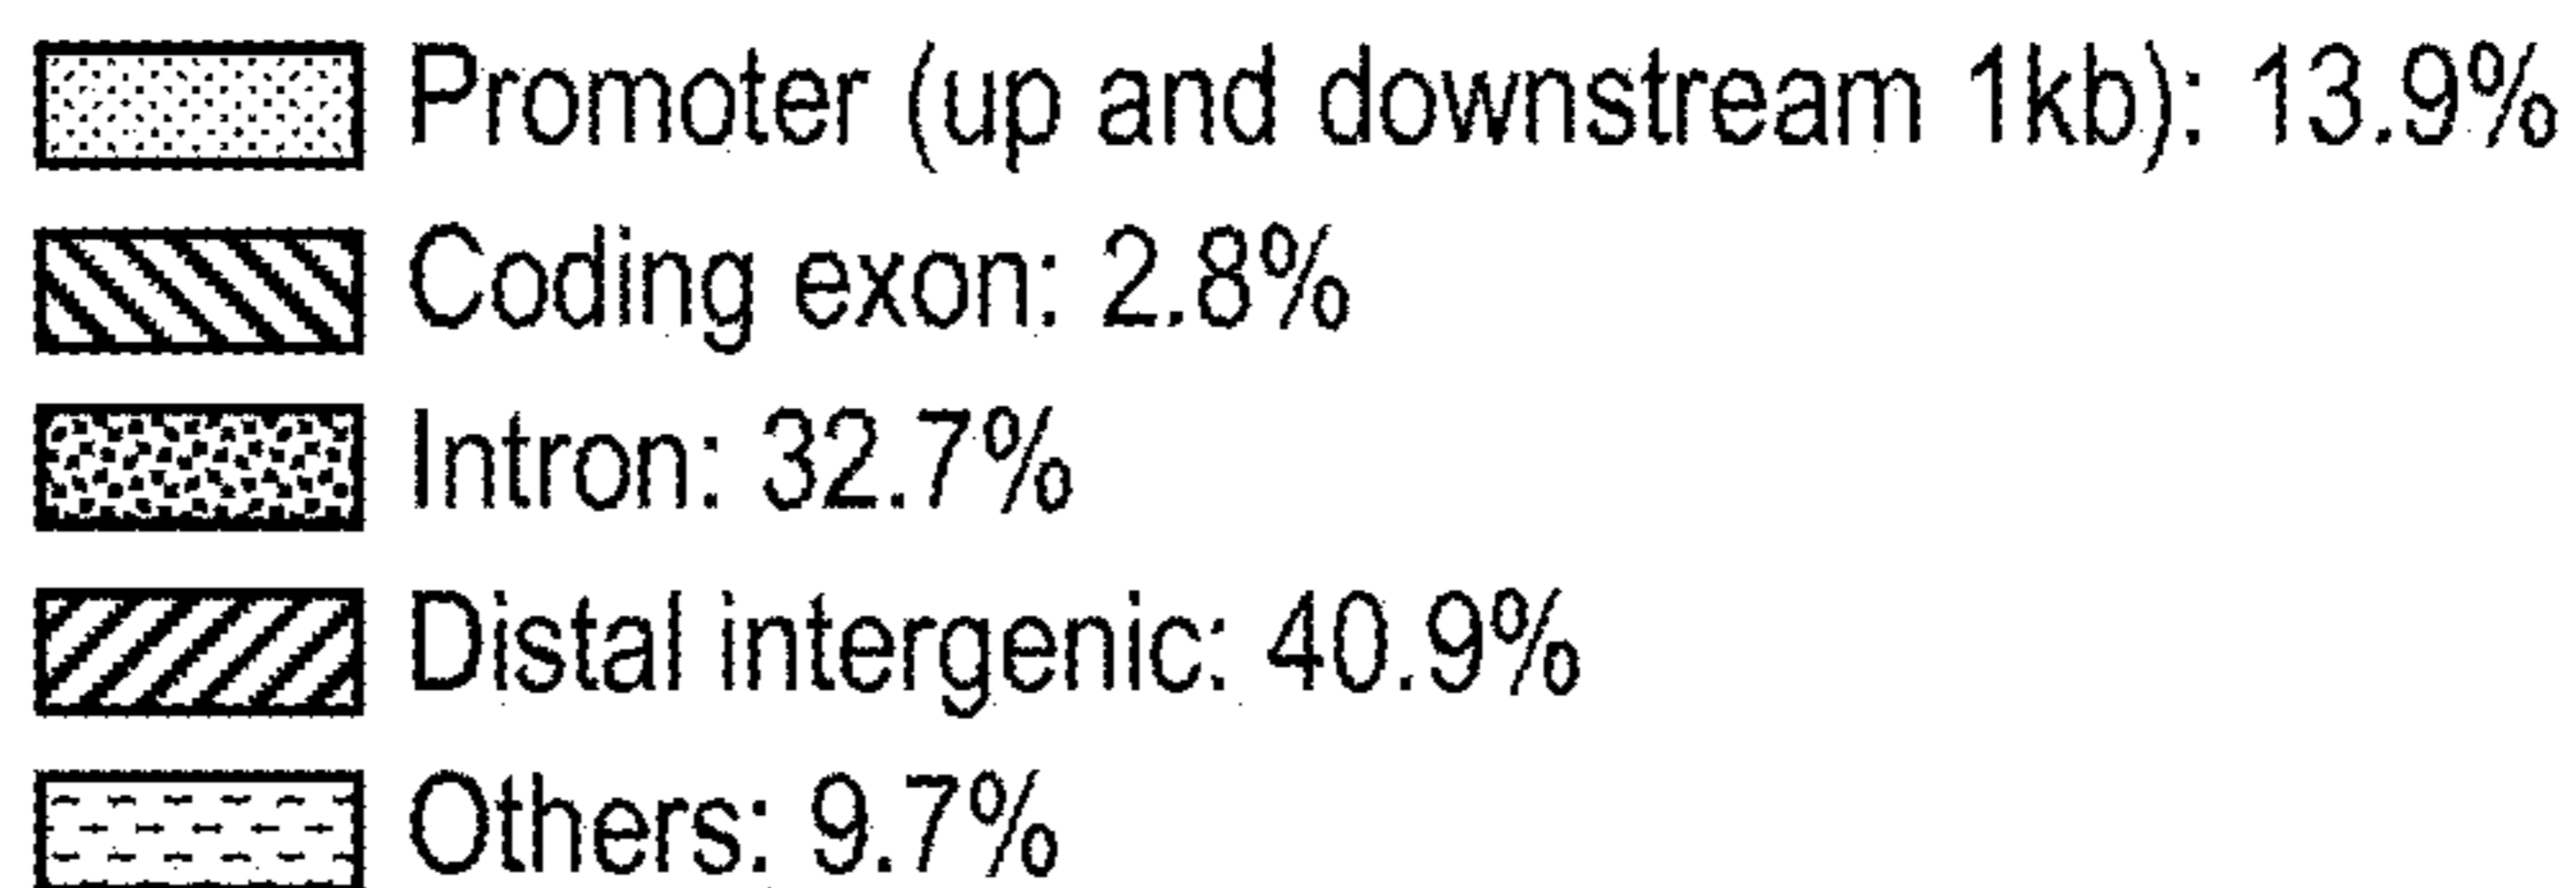 Promoter (up and downstream 1kb): 13.9%
Coding exon: 2.8%
Intron: 32.7%
Distal intergenic: 40.9%
Others: 9.7%